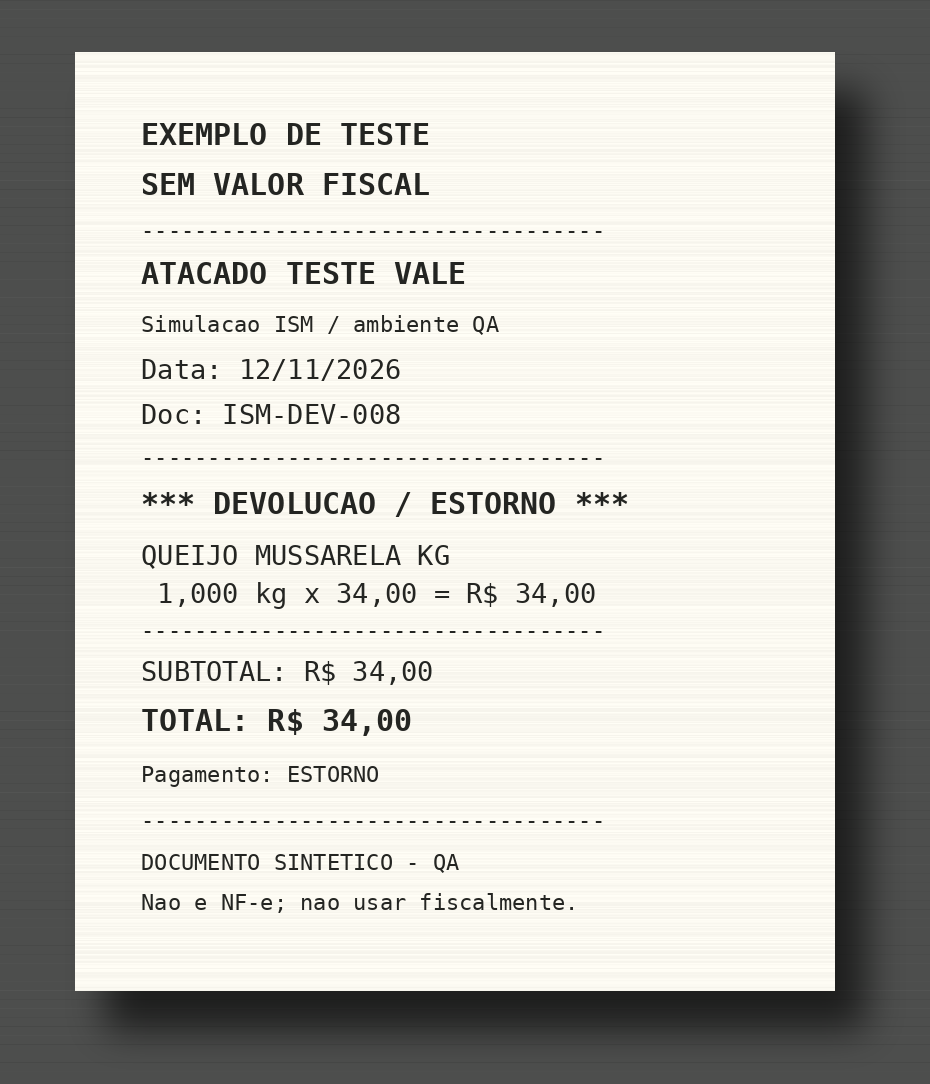 EXEMPLO DE TESTE
SEM VALOR FISCAL
-----------------------------------
ATACADO TESTE VALE
Simulacao ISM / ambiente QA
Data: 12/11/2026
Doc: ISM-DEV-008
-----------------------------------
*** DEVOLUCAO / ESTORNO ***
QUEIJO MUSSARELA KG
 1,000 kg x 34,00 = R$ 34,00
-----------------------------------
SUBTOTAL: R$ 34,00
TOTAL: R$ 34,00
Pagamento: ESTORNO
-----------------------------------
DOCUMENTO SINTETICO - QA
Nao e NF-e; nao usar fiscalmente.